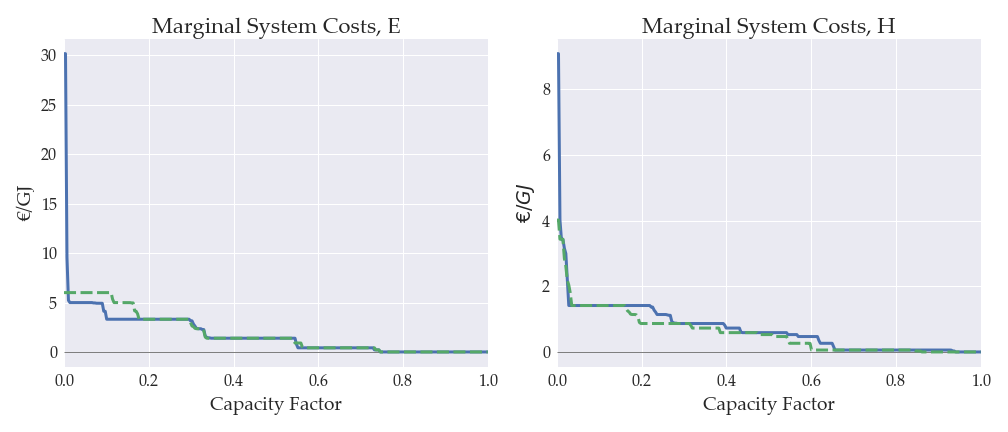 Marginal System Costs, E
€/GJ
30
25
20
15
10
5
0
0.0 0.2 0.4 0.6 0.8 1.0
Capacity Factor
Marginal System Costs, H
€/GJ
8
6
4
2
0
0.0 0.2 0.4 0.6 0.8 1.0
Capacity Factor